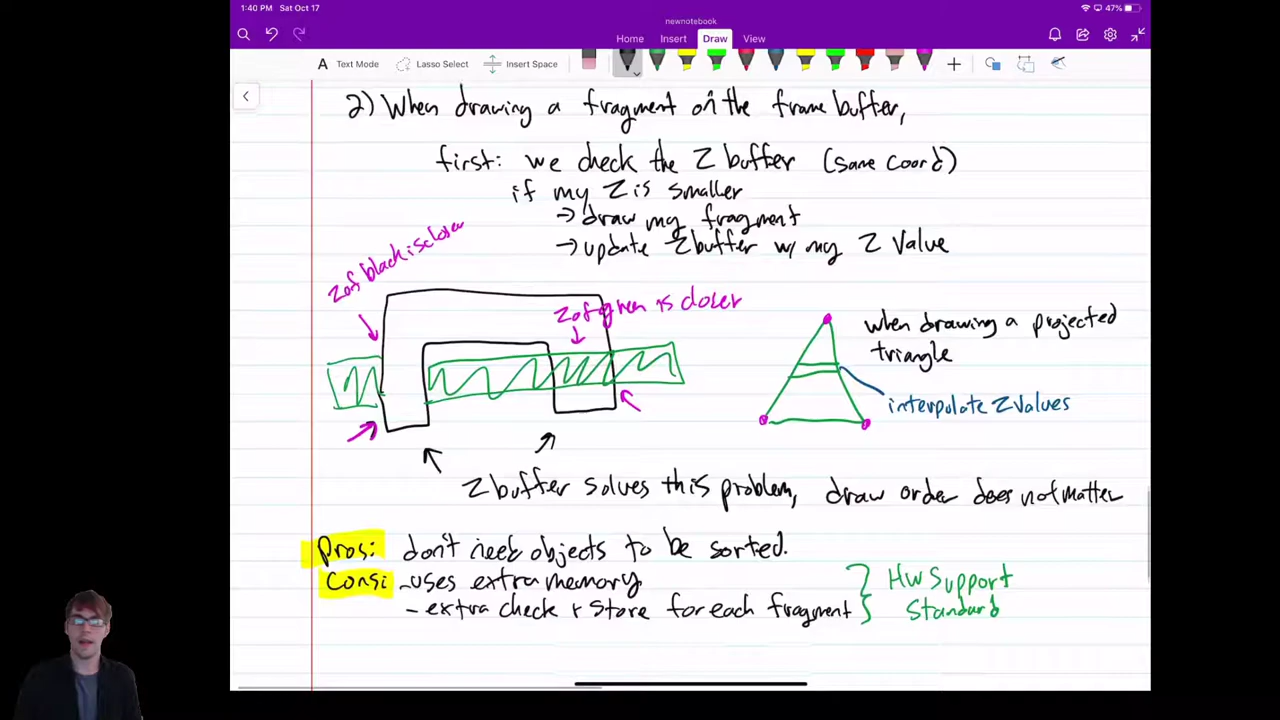 1:40 PM Sat Oct 17
47%
newnotebook
Home Insert Draw View
Text Mode Lasso Select Insert Space
2) When drawing a fragment on the frame buffer,
first: we check the Z buffer (same coord)
if my Z is smaller
→ draw my fragment
→ update Zbuffer w/ my Z value
Z of black is closer
Z of green is closer
when drawing a projected
triangle
interpolate Z values
Z buffer solves this problem, draw order does not matter
Pros: don't need objects to be sorted.
Cons: - uses extra memory
- extra check + store for each fragment
HW Support
Standard